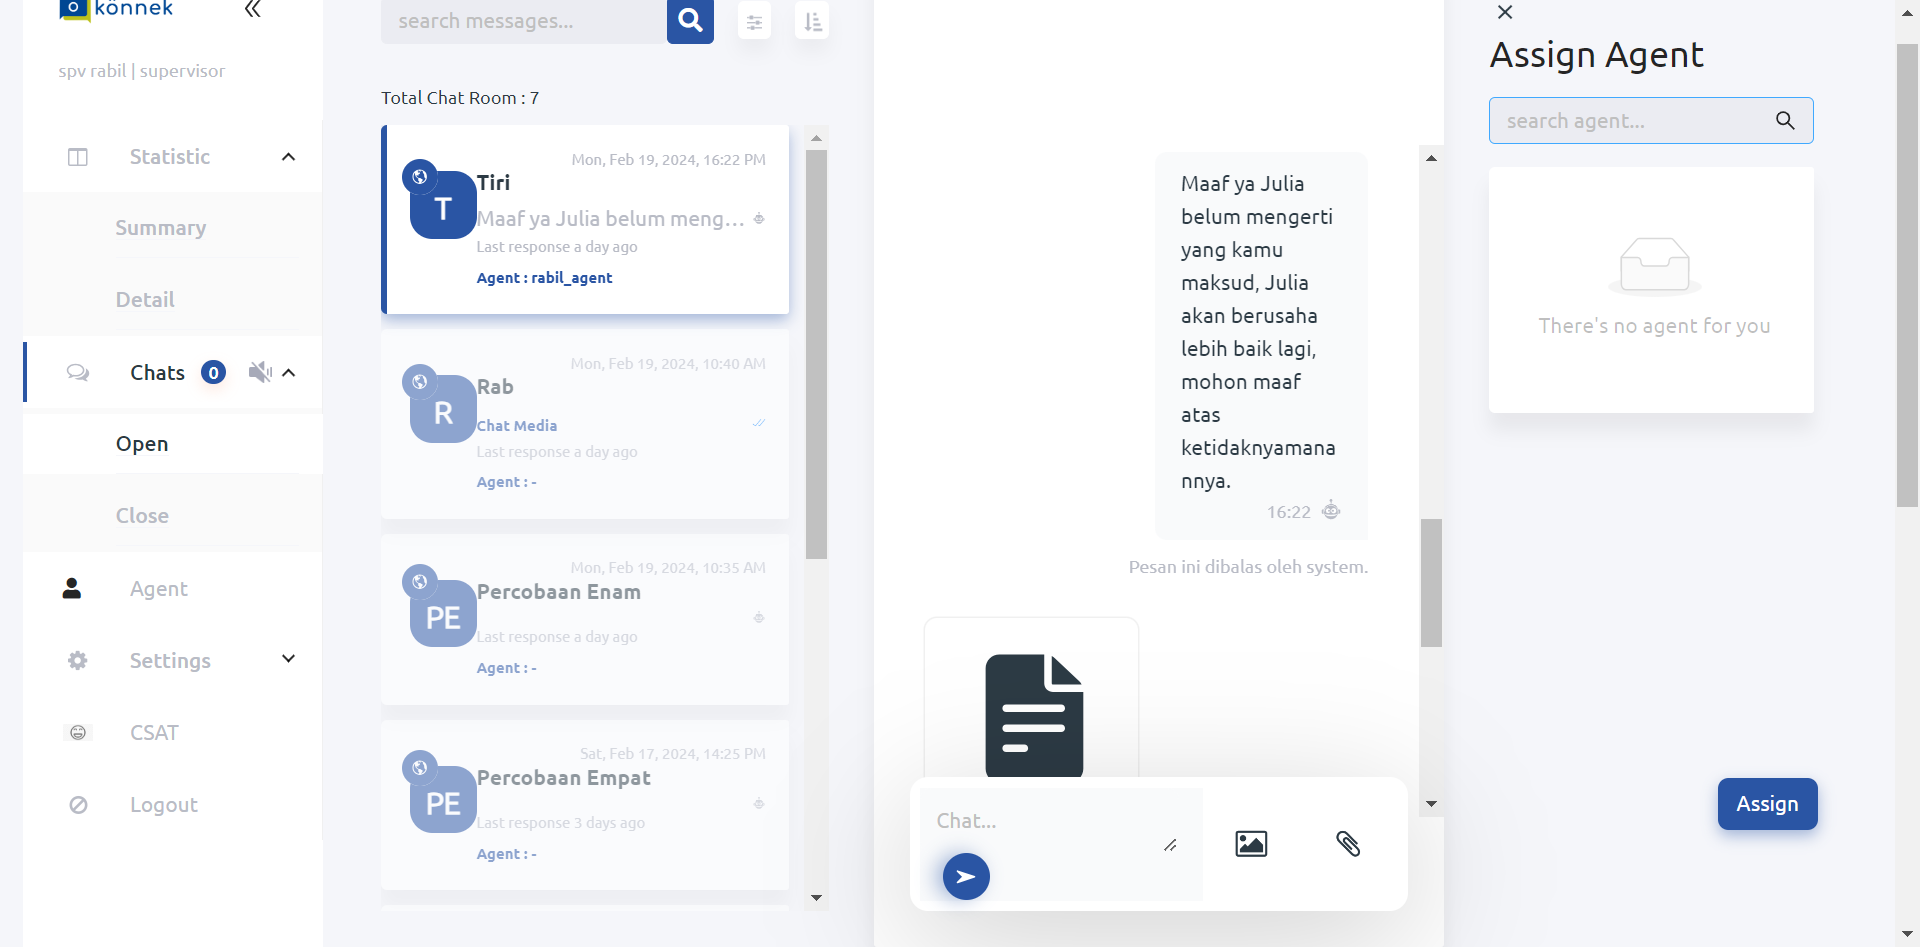 könnek
spv rabil | supervisor
Statistic
Summary
Detail
Chats 0
Open
Close
Agent
Settings
CSAT
Logout
search messages...
Total Chat Room : 7
Mon, Feb 19, 2024, 16:22 PM
T
Tiri
Maaf ya Julia belum meng...
Last response a day ago
Agent : rabil_agent
Mon, Feb 19, 2024, 10:40 AM
R
Rab
Chat Media
Last response a day ago
Agent : -
Mon, Feb 19, 2024, 10:35 AM
PE
Percobaan Enam
Last response a day ago
Agent : -
Sat, Feb 17, 2024, 14:25 PM
PE
Percobaan Empat
Last response 3 days ago
Agent : -
Maaf ya Julia
belum mengerti
yang kamu
maksud, Julia
akan berusaha
lebih baik lagi,
mohon maaf
atas
ketidaknyamana
nnya.
16:22
Pesan ini dibalas oleh system.
Chat...
Assign Agent
search agent...
There's no agent for you
Assign